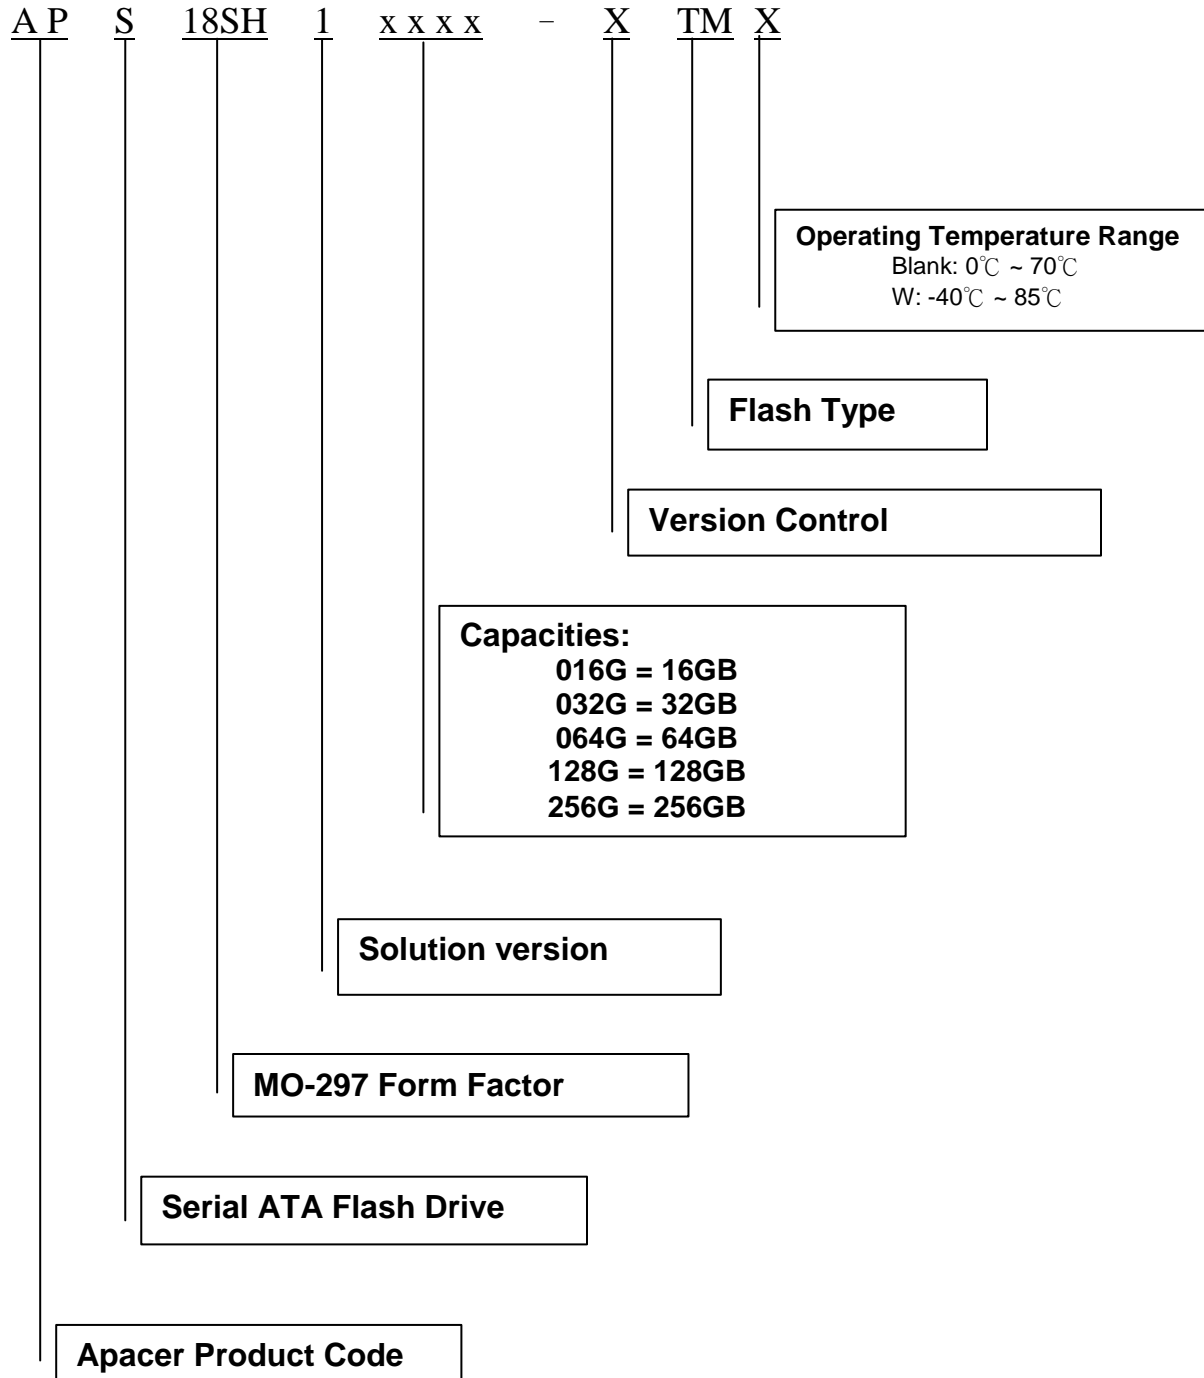 A P S 18SH 1 x x x x – X TM X
Operating Temperature Range
Blank: 0℃ ~ 70℃
W: -40℃ ~ 85℃
Flash Type
Version Control
Capacities:
016G = 16GB
032G = 32GB
064G = 64GB
128G = 128GB
256G = 256GB
Solution version
MO-297 Form Factor
Serial ATA Flash Drive
Apacer Product Code